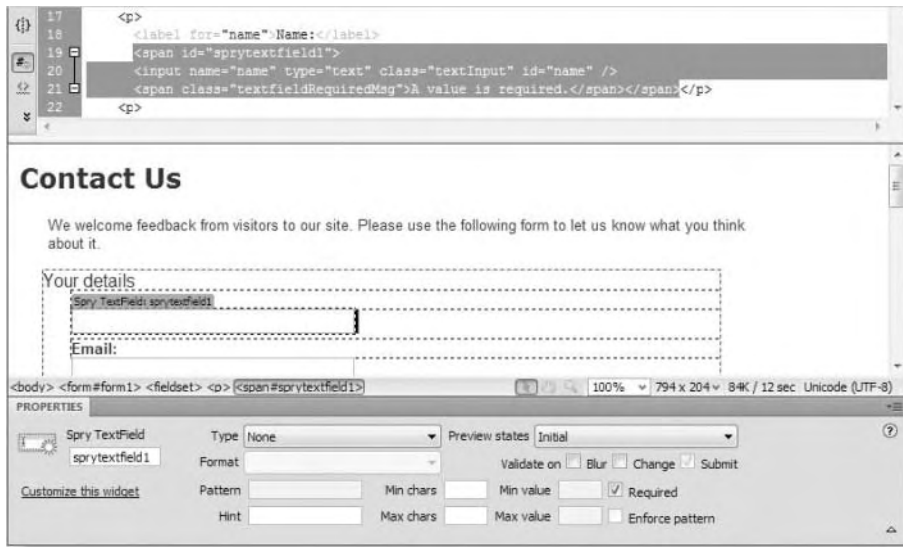 17 <p>
18 <label for="name">Name:</label>
19 <span id="sprytextfield1">
20 <input name="name" type="text" class="textInput" id="name" />
21 <span class="textfieldRequiredMsg">A value is required.</span></span></p>
22 <p>
Contact Us
We welcome feedback from visitors to our site. Please use the following form to let us know what you think
about it.
Your details
Spry TextField: sprytextfield1
Email:
<body> <form#form1> <fieldset> <p> <span#sprytextfield1> 100% 794 x 204 84K / 12 sec Unicode (UTF-8)
PROPERTIES
Spry TextField Type None Preview states Initial
sprytextfield1 Format Validate on Blur Change Submit
Customize this widget Pattern Min chars Min value Required
Hint Max chars Max value Enforce pattern